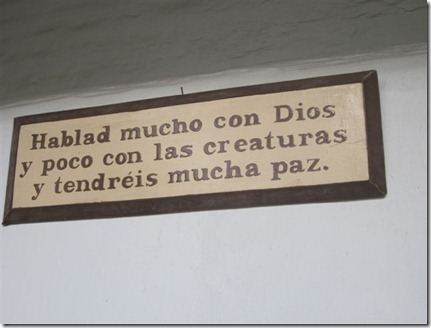 Hablad mucho con Dios
y poco con las creaturas
y tendréis mucha paz.